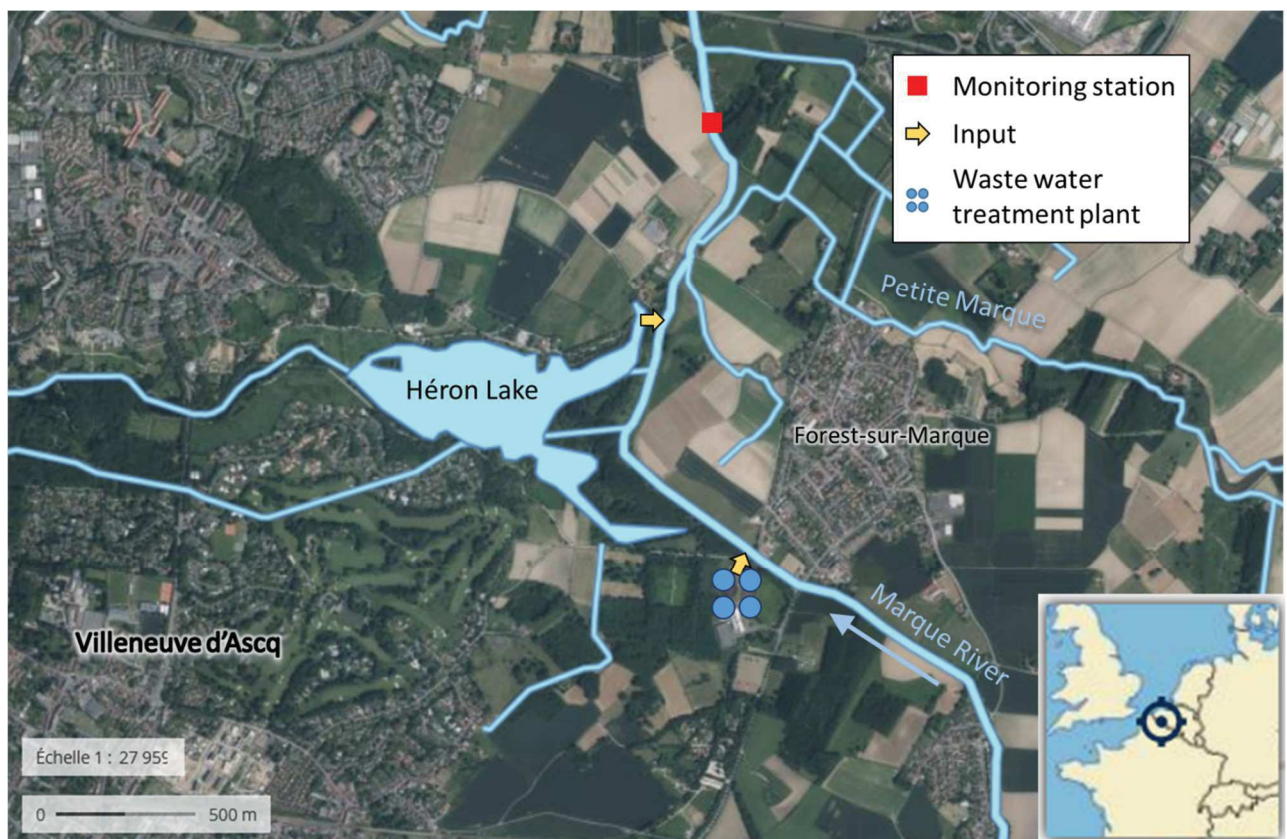 Monitoring station
Input
Waste water
treatment plant
Petite Marque
Héron Lake
Forest-sur-Marque
Marque River
Villeneuve d'Ascq
Échelle 1 : 27 959
0 500 m